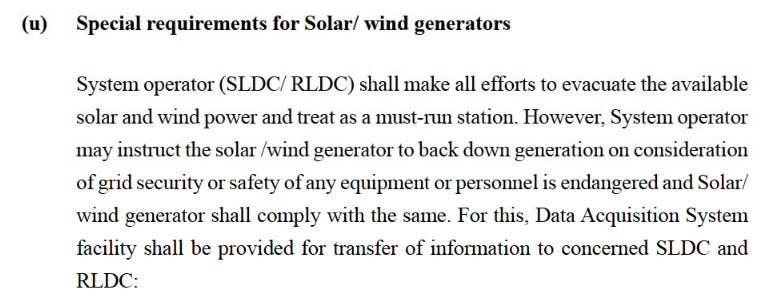 (u) Special requirements for Solar/ wind generators
System operator (SLDC/ RLDC) shall make all efforts to evacuate the available
solar and wind power and treat as a must-run station. However, System operator
may instruct the solar /wind generator to back down generation on consideration
of grid security or safety of any equipment or personnel is endangered and Solar/
wind generator shall comply with the same. For this, Data Acquisition System
facility shall be provided for transfer of information to concerned SLDC and
RLDC: